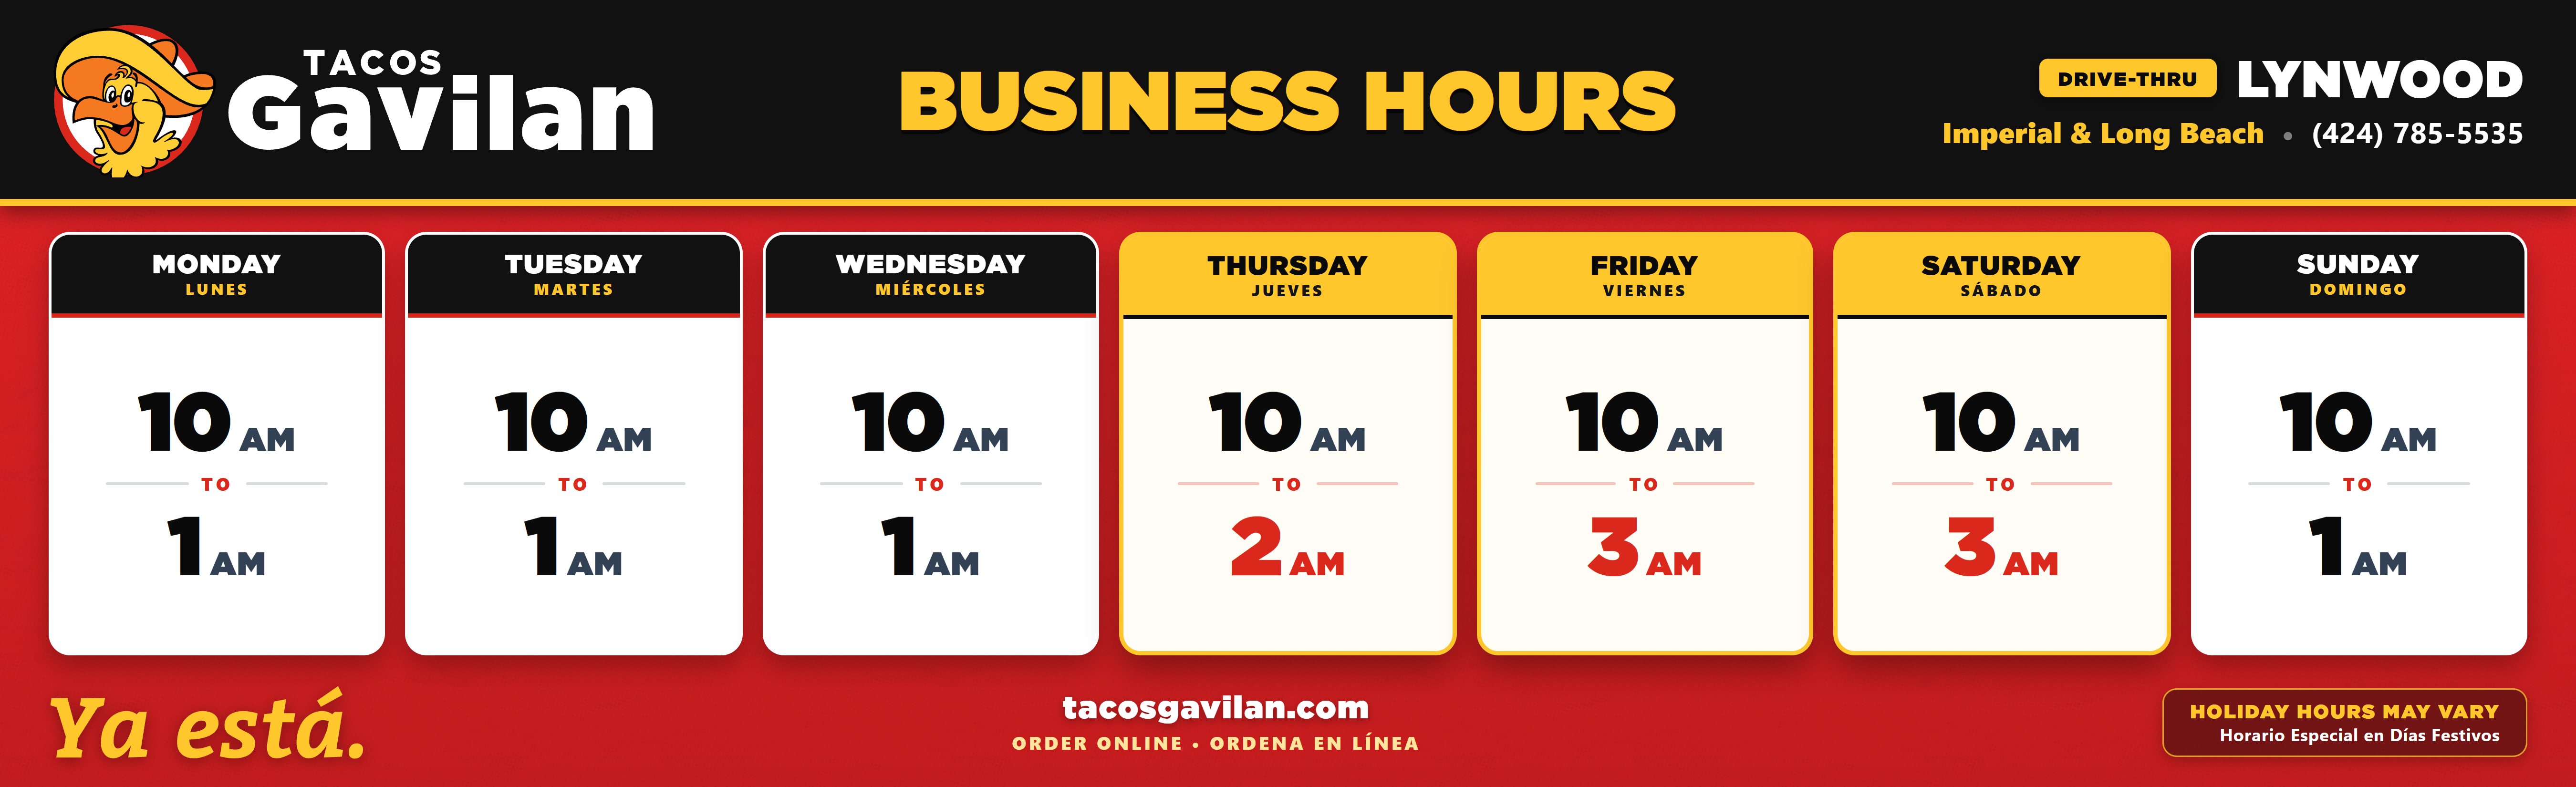 TACOS
Gavilan
BUSINESS HOURS
DRIVE-THRU LYNWOOD
Imperial & Long Beach • (424) 785-5535
MONDAY
LUNES
10 AM
TO
1 AM
TUESDAY
MARTES
10 AM
TO
1 AM
WEDNESDAY
MIÉRCOLES
10 AM
TO
1 AM
THURSDAY
JUEVES
10 AM
TO
2 AM
FRIDAY
VIERNES
10 AM
TO
3 AM
SATURDAY
SÁBADO
10 AM
TO
3 AM
SUNDAY
DOMINGO
10 AM
TO
1 AM
Ya está.
tacosgavilan.com
ORDER ONLINE • ORDENA EN LÍNEA
HOLIDAY HOURS MAY VARY
Horario Especial en Días Festivos